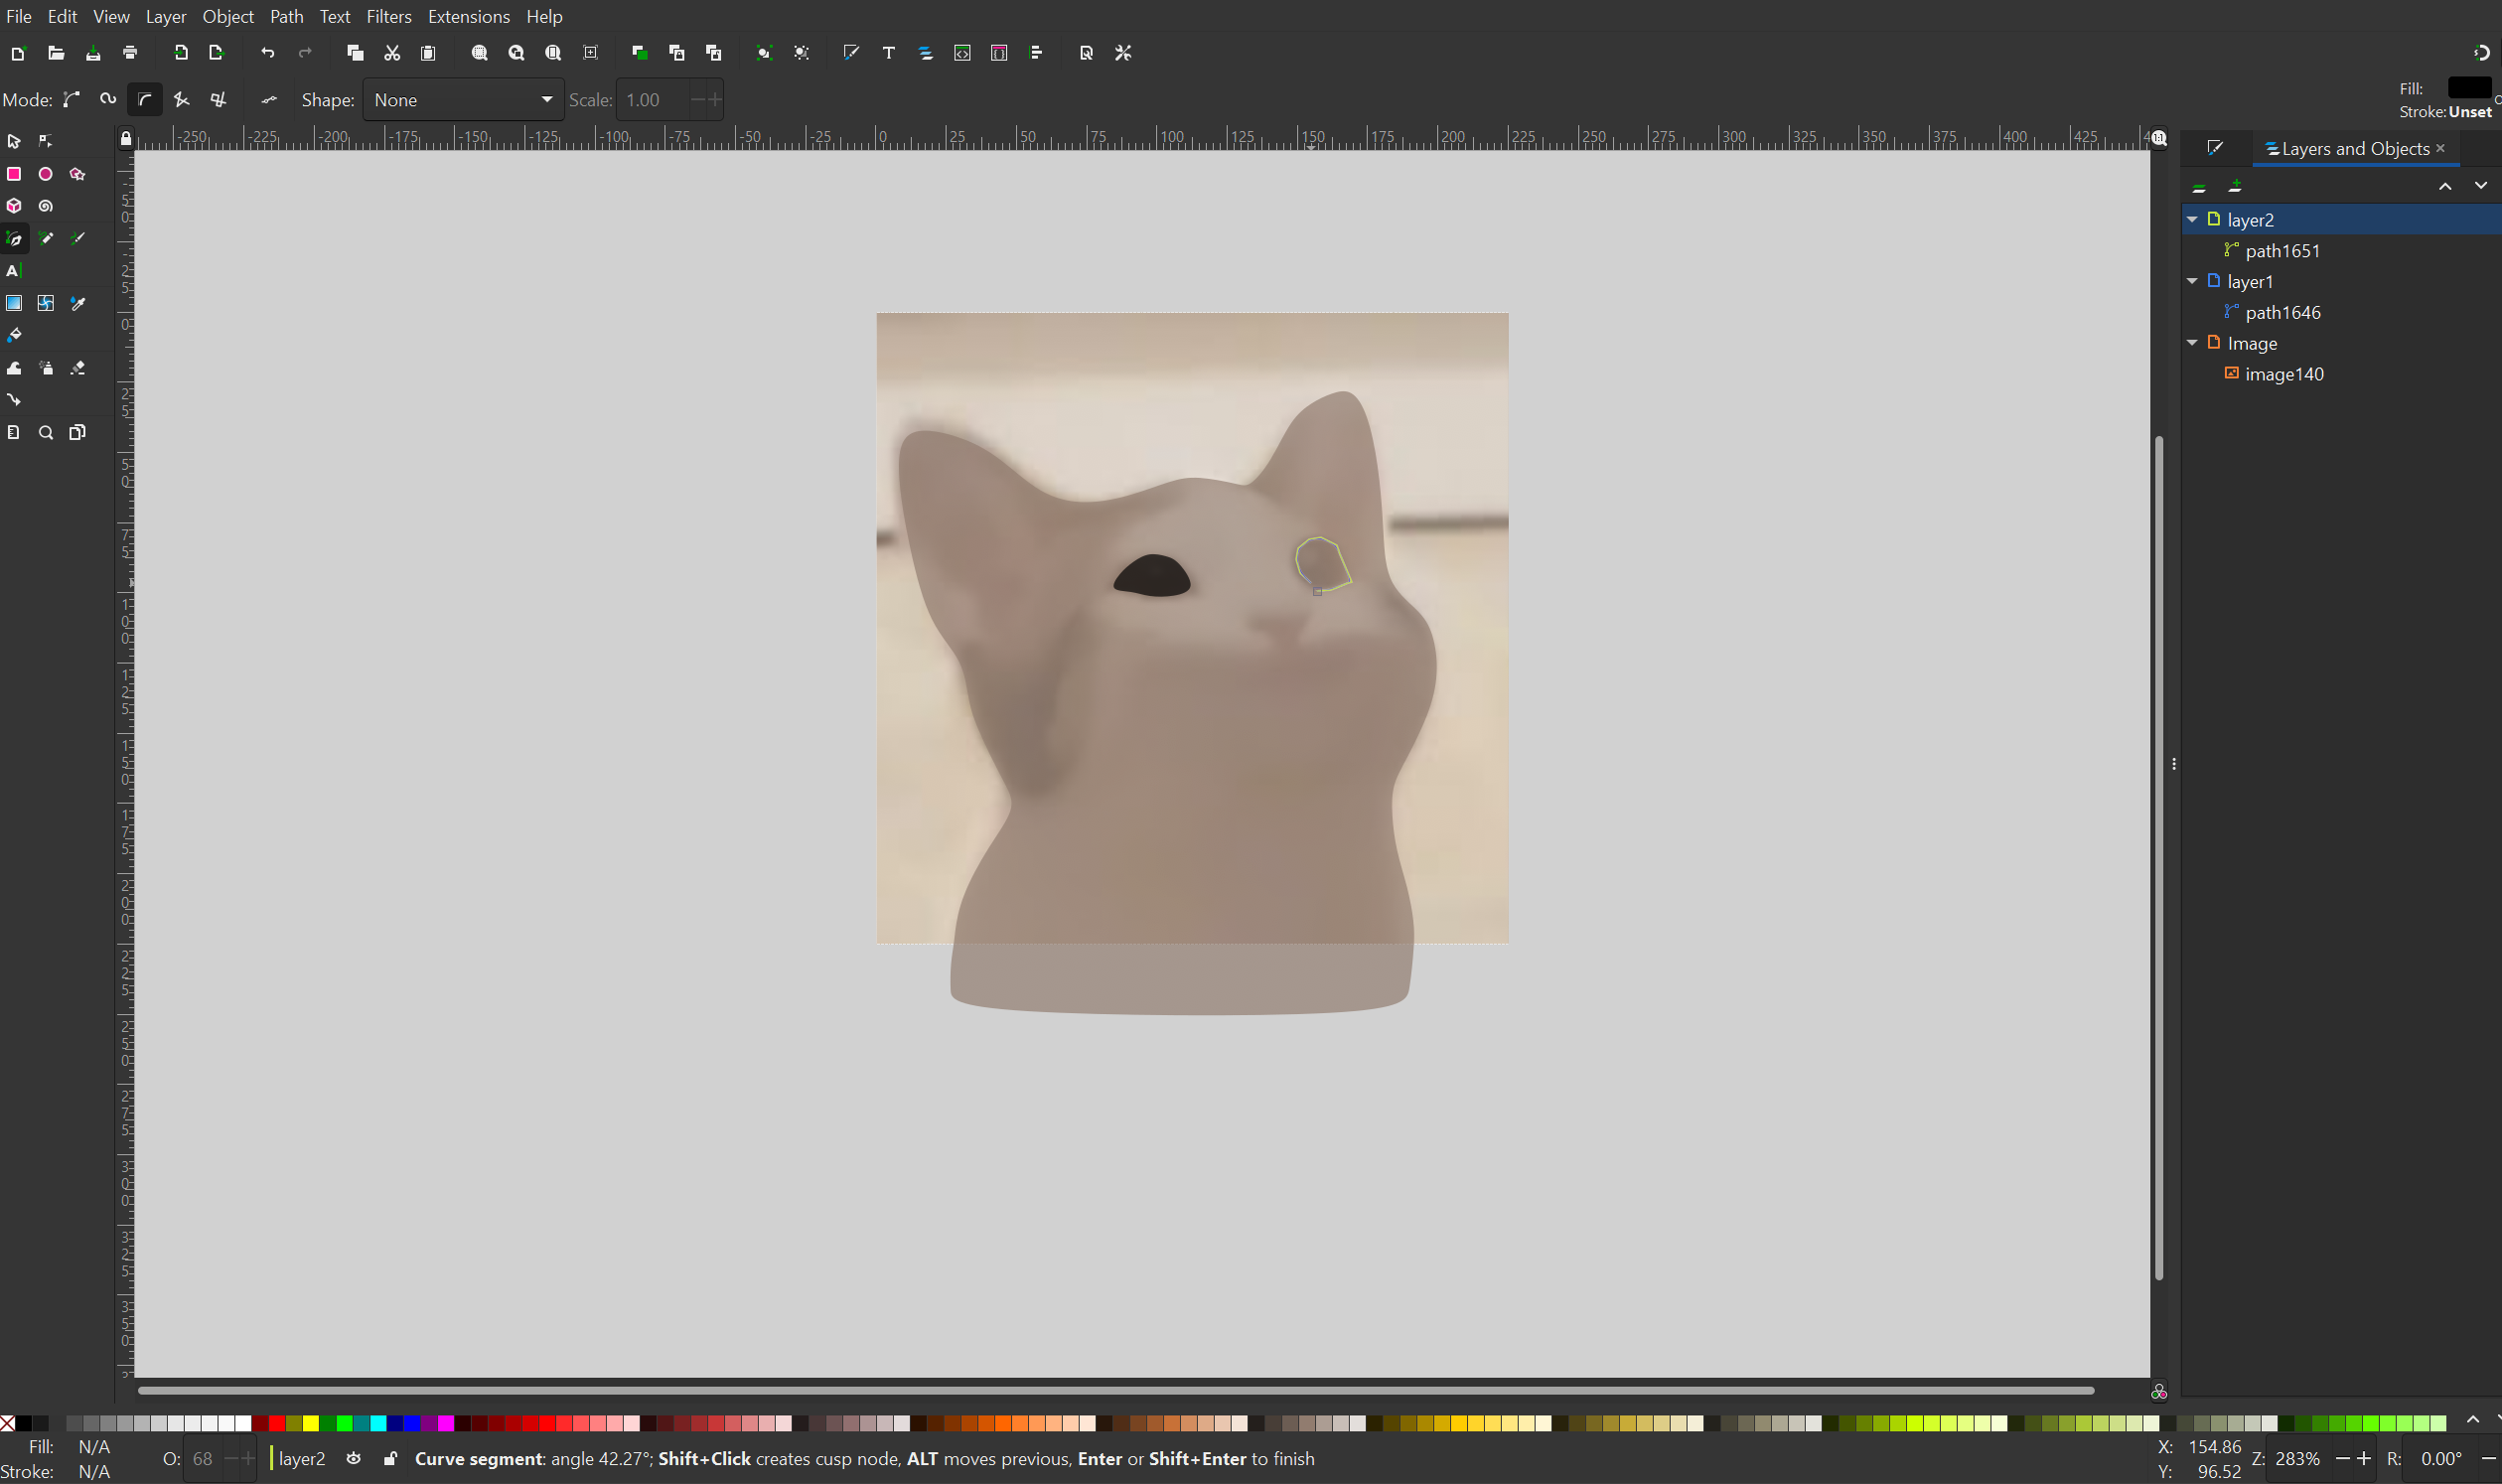 File Edit View Layer Object Path Text Filters Extensions Help
Mode: Shape: None Scale: 1.00
Fill:
Stroke: Unset
-250 -225 -200 -175 -150 -125 -100 -75 -50 -25 0 25 50 75 100 125 150 175 200 225 250 275 300 325 350 375 400 425
Layers and Objects
layer2
path1651
layer1
path1646
Image
image140
Fill: N/A
Stroke: N/A
O: 68
layer2
Curve segment: angle 42.27°; Shift+Click creates cusp node, ALT moves previous, Enter or Shift+Enter to finish
X: 154.86
Y: 96.52
Z: 283% R: 0.00°